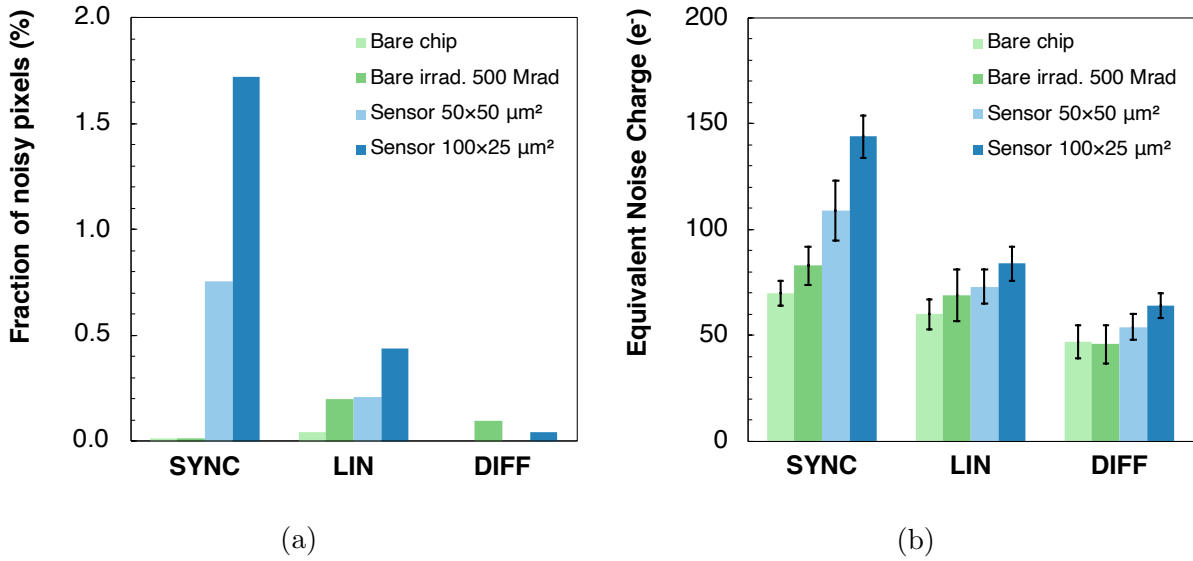 Fraction of noisy pixels (%)
2.0
1.5
1.0
0.5
0.0
Bare chip
Bare irrad. 500 Mrad
Sensor 50×50 µm²
Sensor 100×25 µm²
SYNC LIN DIFF
(a)
Equivalent Noise Charge (e⁻)
200
150
100
50
0
Bare chip
Bare irrad. 500 Mrad
Sensor 50×50 µm²
Sensor 100×25 µm²
SYNC LIN DIFF
(b)